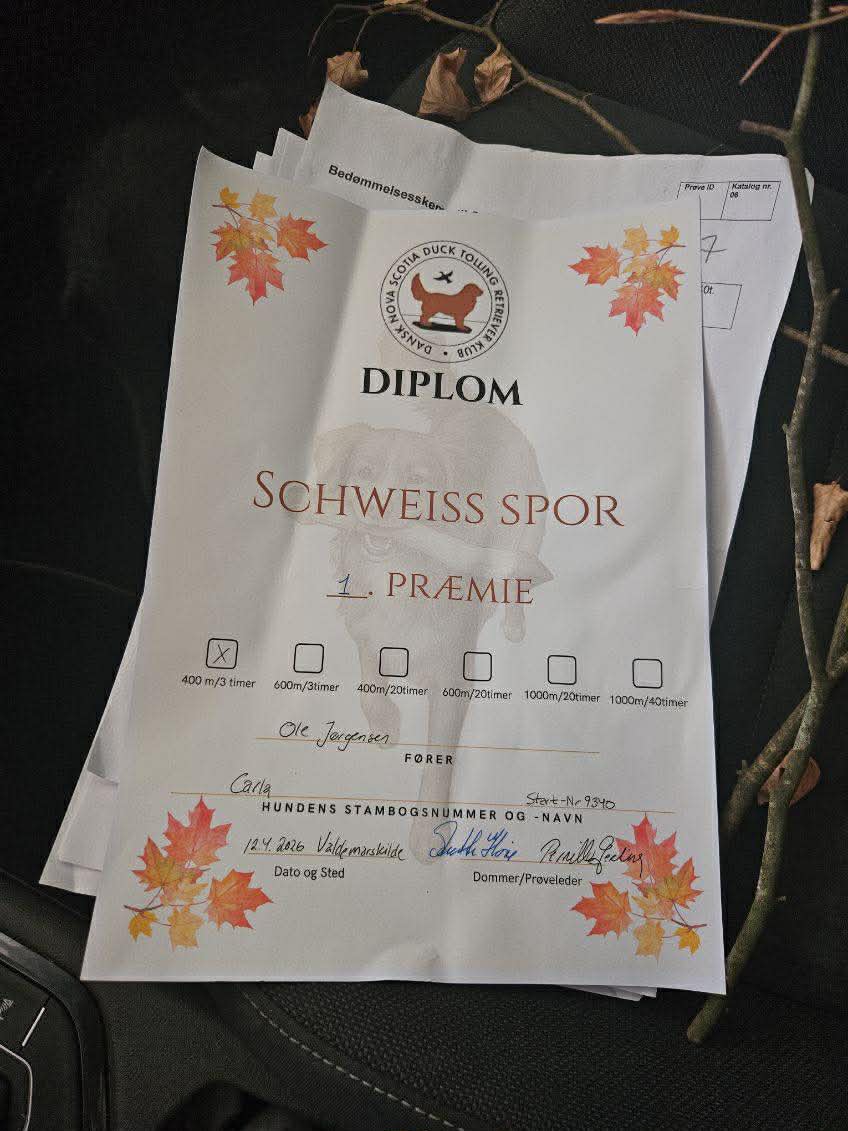 Bedømmelsessken
Prøve ID
Katalog nr.
06
7
DANSK NOVA SCOTIA DUCK TOLLING RETRIEVER KLUB
DIPLOM
SCHWEISS SPOR
1. PRÆMIE
X
400 m/3 timer 600m/3timer 400m/20timer 600m/20timer 1000m/20timer 1000m/40timer
Ole Jørgensen
FØRER
Carla Start-Nr 9340
HUNDENS STAMBOGSNUMMER OG -NAVN
12.4.2026 Valdemarskilde
Dato og Sted Dommer/Prøveleder